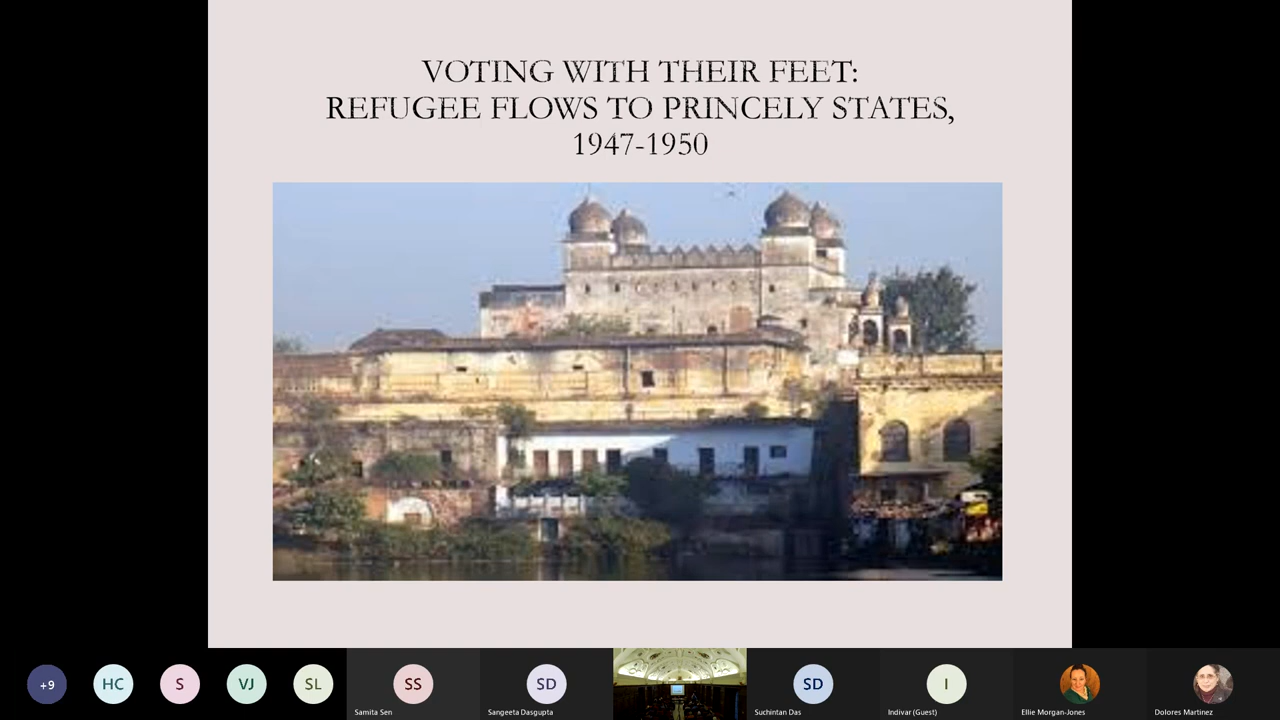 VOTING WITH THEIR FEET:
REFUGEE FLOWS TO PRINCELY STATES,
1947-1950
+9
HC
S
VJ
SL
SS
SD
SD
I
Samita Sen
Sangeeta Dasgupta
Suchintan Das
Indivar (Guest)
Ellie Morgan-Jones
Dolores Martinez